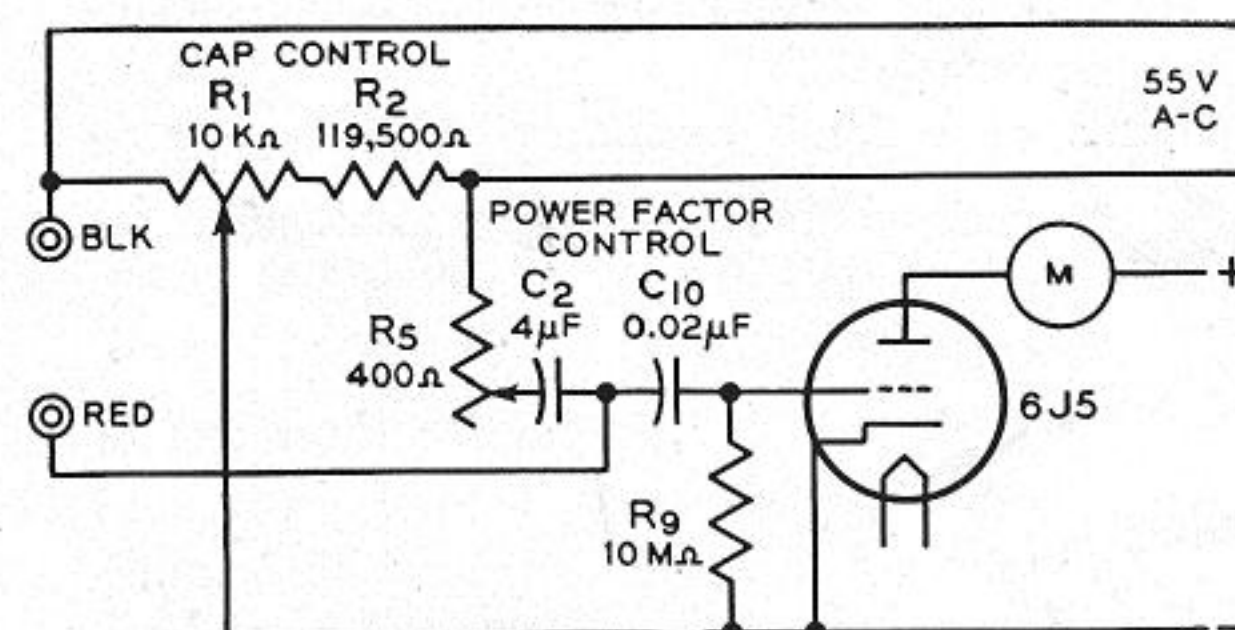 CAP CONTROL
R1 R2
10 KΩ 119,500Ω
55 V
A-C
BLK
POWER FACTOR
CONTROL
C2 C10
4µF 0.02µF
M
+
R5
400Ω
RED
6J5
R9
10 MΩ